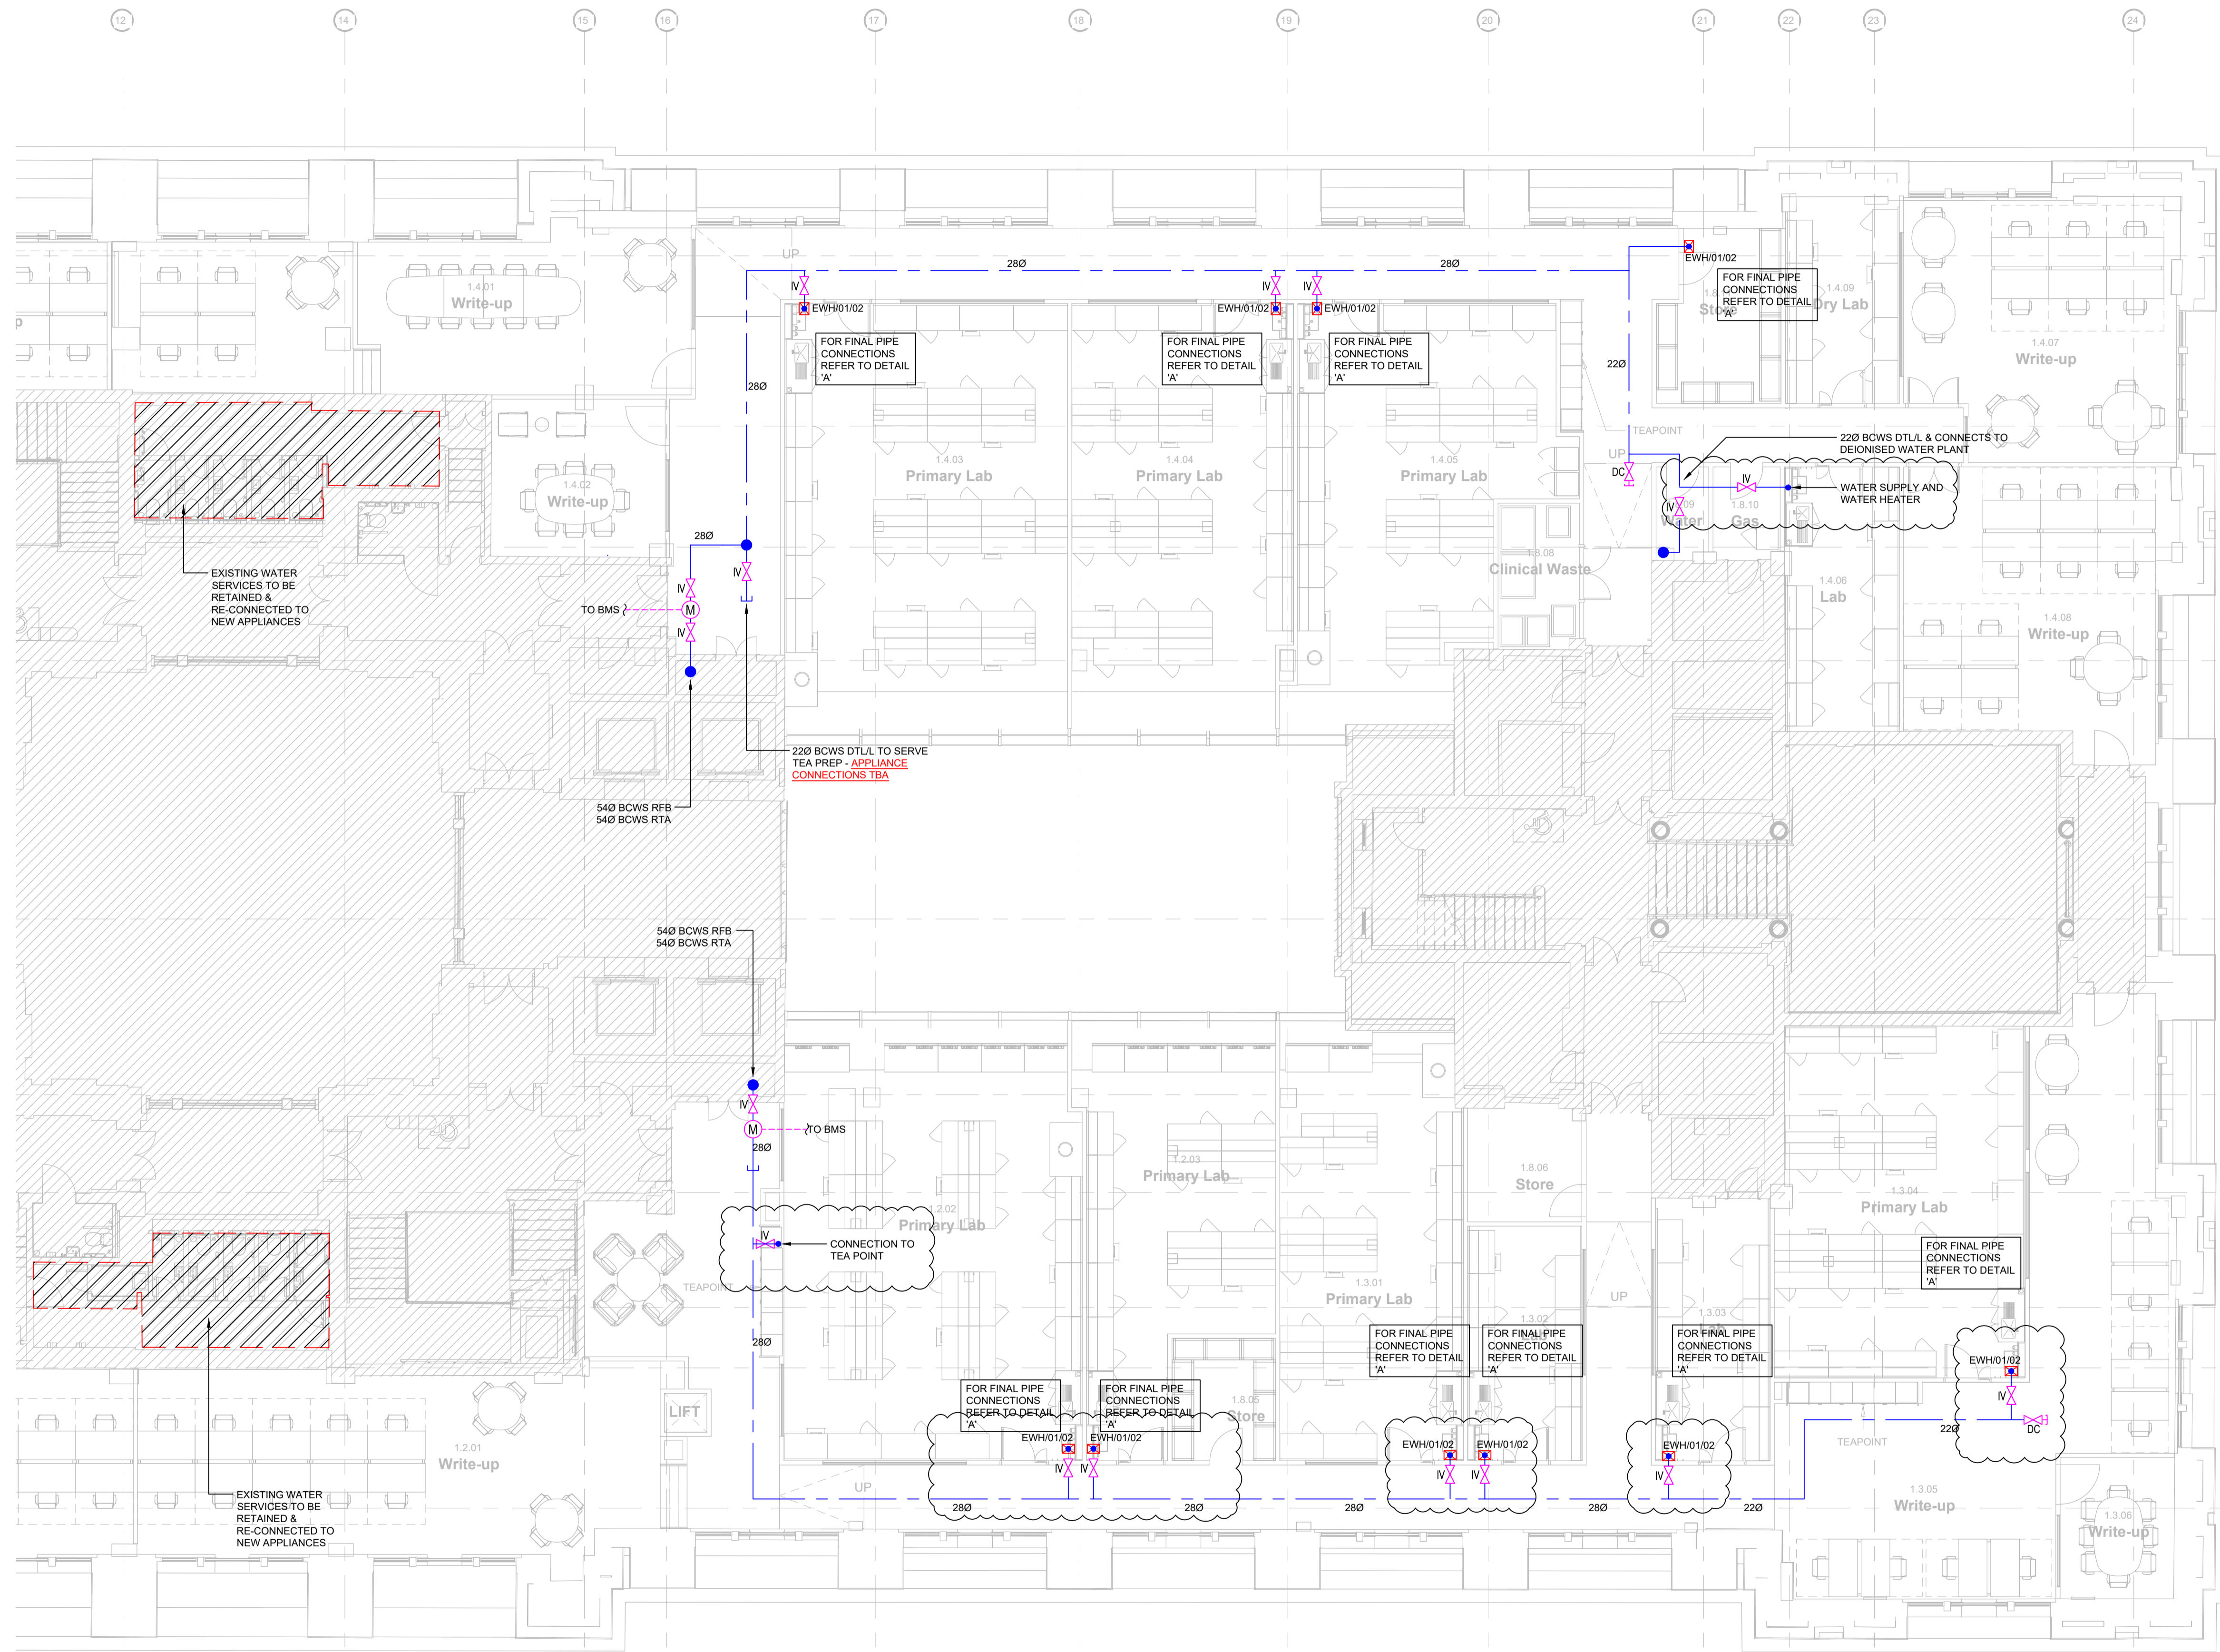 12
14
15
16
17
18
19
20
21
22
23
24
UP
28Ø
28Ø
EWH/01/02
1.4.01
Write-up
IV
EWH/01/02
IV
EWH/01/02
IV
EWH/01/02
FOR FINAL PIPE
CONNECTIONS
REFER TO DETAIL
'A'
FOR FINAL PIPE
CONNECTIONS
REFER TO DETAIL
'A'
FOR FINAL PIPE
CONNECTIONS
REFER TO DETAIL
'A'
FOR FINAL PIPE
CONNECTIONS
REFER TO DETAIL
'A'
Store
1.4.09
Dry Lab
1.4.07
Write-up
28Ø
22Ø
TEAPOINT
UP
DC
1.4.03
Primary Lab
1.4.04
Primary Lab
1.4.05
Primary Lab
22Ø BCWS DTL/L & CONNECTS TO
DEIONISED WATER PLANT
WATER SUPPLY AND
WATER HEATER
IV
IV
Water
1.8.10
Gas
1.4.02
Write-up
28Ø
IV
IV
M
IV
TO BMS
EXISTING WATER
SERVICES TO BE
RETAINED &
RE-CONNECTED TO
NEW APPLIANCES
1.8.08
Clinical Waste
1.4.06
Lab
1.4.08
Write-up
22Ø BCWS DTL/L TO SERVE
TEA PREP - APPLIANCE
CONNECTIONS TBA
54Ø BCWS RFB
54Ø BCWS RTA
54Ø BCWS RFB
54Ø BCWS RTA
IV
M
TO BMS
28Ø
1.2.03
Primary Lab
1.8.06
Store
1.3.04
Primary Lab
1.2.02
Primary Lab
IV
CONNECTION TO
TEA POINT
TEAPOINT
28Ø
1.3.01
Primary Lab
UP
1.3.02
1.3.03
FOR FINAL PIPE
CONNECTIONS
REFER TO DETAIL
'A'
FOR FINAL PIPE
CONNECTIONS
REFER TO DETAIL
'A'
FOR FINAL PIPE
CONNECTIONS
REFER TO DETAIL
'A'
FOR FINAL PIPE
CONNECTIONS
REFER TO DETAIL
'A'
FOR FINAL PIPE
CONNECTIONS
REFER TO DETAIL
'A'
FOR FINAL PIPE
CONNECTIONS
REFER TO DETAIL
'A'
1.8.05
Store
LIFT
EWH/01/02
IV
EWH/01/02
IV
EWH/01/02
IV
EWH/01/02
IV
EWH/01/02
IV
EWH/01/02
IV
22Ø
DC
TEAPOINT
1.2.01
Write-up
UP
28Ø
28Ø
28Ø
28Ø
22Ø
1.3.05
Write-up
1.3.06
Write-up
EXISTING WATER
SERVICES TO BE
RETAINED &
RE-CONNECTED TO
NEW APPLIANCES